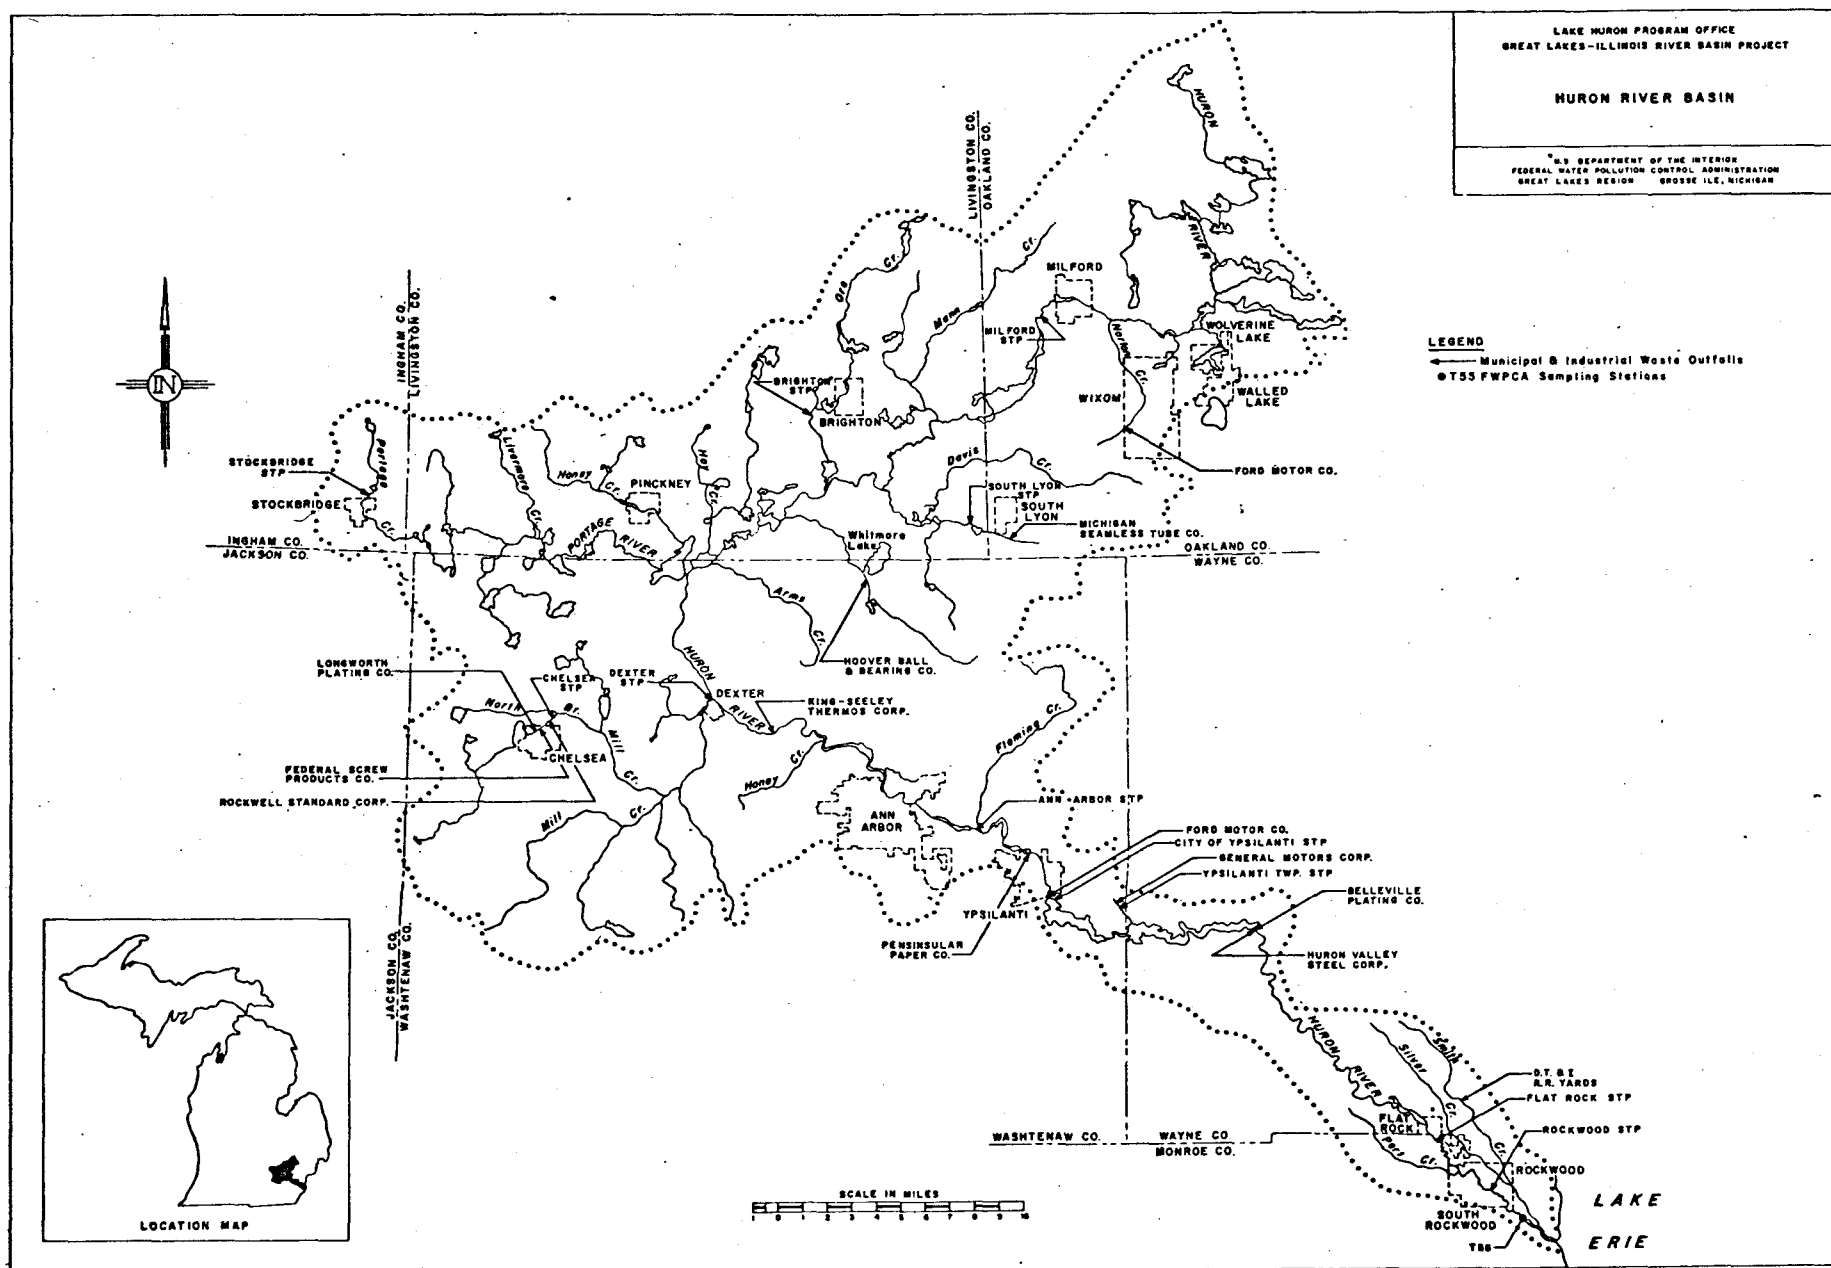 LAKE HURON PROGRAM OFFICE
GREAT LAKES-ILLINOIS RIVER BASIN PROJECT
HURON RIVER BASIN
U.S DEPARTMENT OF THE INTERIOR
FEDERAL WATER POLLUTION CONTROL ADMINISTRATION
GREAT LAKES REGION GROSSE ILE, MICHIGAN
LEGEND
Municipal & Industrial Waste Outfalls
T55 FWPCA Sampling Stations
HURON
RIVER
LIVINGSTON CO.
OAKLAND CO.
INGHAM CO.
LIVINGSTON CO.
Ore
Cr.
Mann
Cr.
MILFORD
MILFORD
STP
Norton
Cr.
WOLVERINE
LAKE
WALLED
LAKE
WIXOM
FORD MOTOR CO.
BRIGHTON
STP
BRIGHTON
STOCKBRIDGE
STP
STOCKBRIDGE
Portage
Cr.
Livermore
Cr.
Honey
Cr.
PINCKNEY
Hay
Cr.
PORTAGE
RIVER
Davis
Cr.
SOUTH LYON
STP
SOUTH
LYON
MICHIGAN
SEAMLESS TUBE CO.
Whitmore
Lake
INGHAM CO.
JACKSON CO.
OAKLAND CO.
WAYNE CO.
Arms
Cr.
HOOVER BALL
& BEARING CO.
LONGWORTH
PLATING CO.
CHELSEA
STP
DEXTER
STP
DEXTER
HURON
RIVER
KING-SEELEY
THERMOS CORP.
North
Br.
Mill
Cr.
CHELSEA
FEDERAL SCREW
PRODUCTS CO.
ROCKWELL STANDARD CORP.
Mill
Cr.
Honey
Cr.
Fleming
Cr.
ANN
ARBOR
ANN ARBOR STP
FORD MOTOR CO.
CITY OF YPSILANTI STP
GENERAL MOTORS CORP.
YPSILANTI TWP. STP
BELLEVILLE
PLATING CO.
YPSILANTI
PENSINSULAR
PAPER CO.
HURON VALLEY
STEEL CORP.
JACKSON CO.
WASHTENAW CO.
HURON
RIVER
Silver
Cr.
Smith
Cr.
D.T. & I
R.R. YARDS
FLAT ROCK STP
FLAT
ROCK
ROCKWOOD STP
Port
Cr.
ROCKWOOD
SOUTH
ROCKWOOD
T55
WASHTENAW CO.
WAYNE CO.
MONROE CO.
LAKE
ERIE
SCALE IN MILES
1 0 1 2 3 4 5 6 7 8 9 10
LOCATION MAP